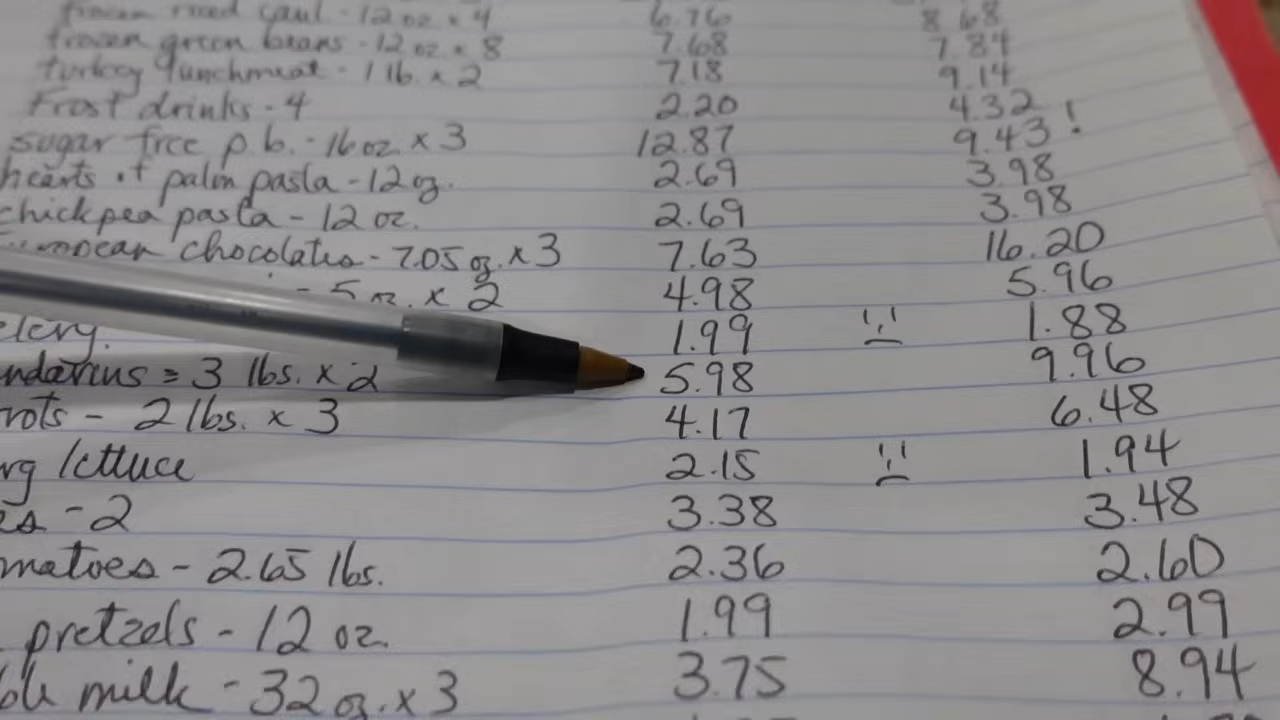 frozen riced caul - 12 oz × 4 6.76 8.68
frozen green beans - 12 oz × 8 7.68 7.84
turkey lunchmeat - 1 lb. × 2 7.18 9.14
Frost drinks - 4 2.20 4.32 !
sugar free p.b. - 16 oz × 3 12.87 9.43
hearts of palm pasta - 12 oz. 2.69 3.98
chickpea pasta - 12 oz. 2.69 3.98
chocolates - 7.05 oz. × 3 7.63 16.20
- 5 oz. × 2 4.98 5.96
elery. 1.99 1.88
ndarins = 3 lbs. × 2 5.98 9.96
rots - 2 lbs. × 3 4.17 6.48
rg lettuce 2.15 1.94
es - 2 3.38 3.48
matoes - 2.65 lbs. 2.36 2.60
pretzels - 12 oz. 1.99 2.99
ble milk - 32 oz. × 3 3.75 8.94